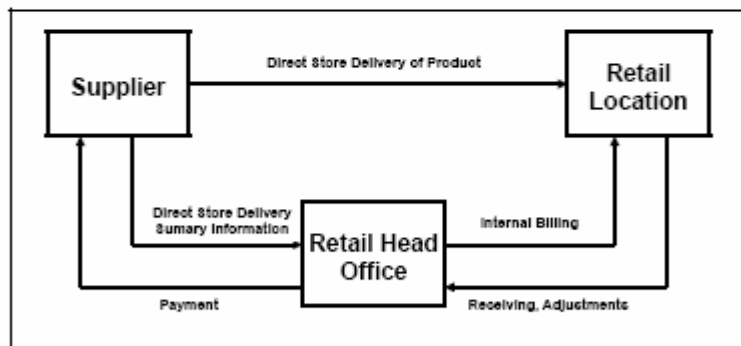 Direct Store Delivery of Product
Supplier
Retail
Location
Direct Store Delivery
Sumary Information
Retail Head
Office
Internal Billing
Payment
Receiving, Adjustments